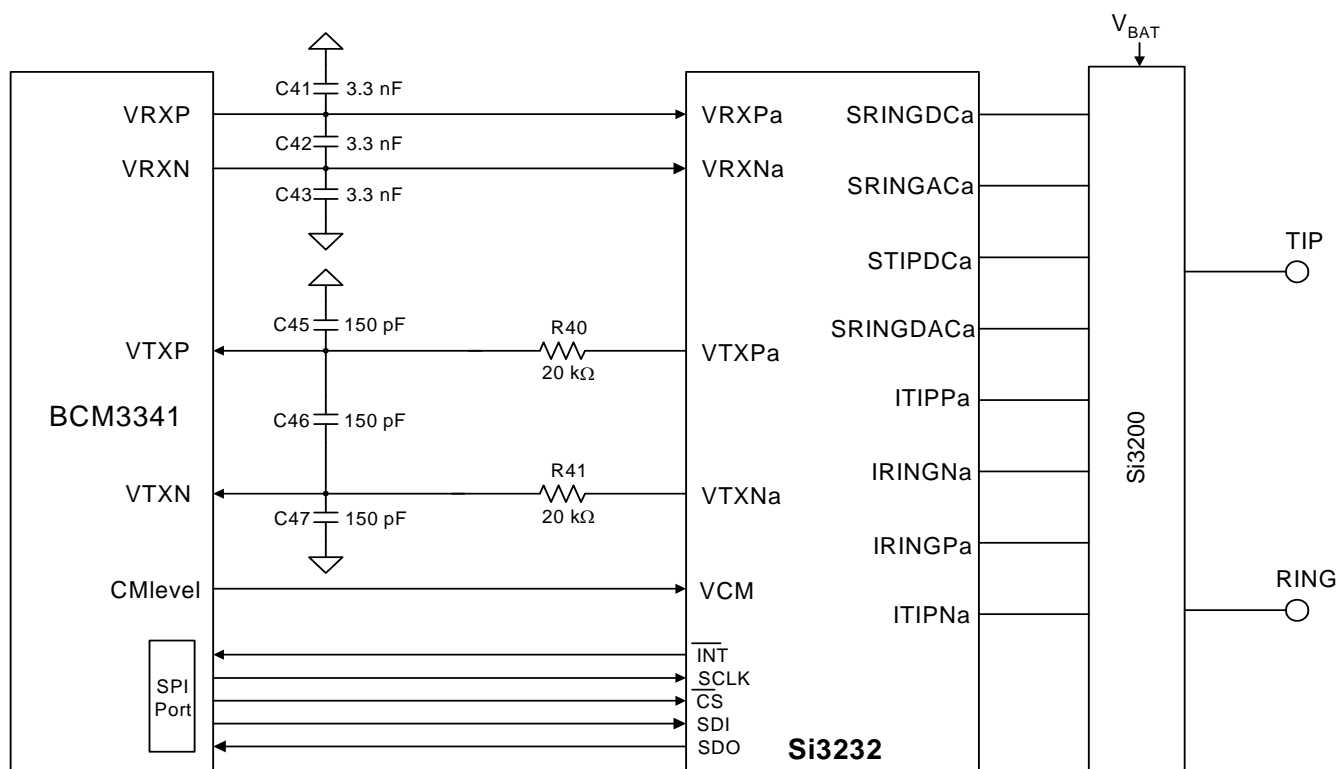 V_BAT
C41 3.3 nF
VRXP VRXPa SRINGDCa
C42 3.3 nF
VRXN VRXNa SRINGACa
C43 3.3 nF
TIP
STIPDCa
C45 150 pF R40 SRINGDACa
VTXP VTXPa
20 kΩ
ITIPPa
BCM3341 C46 150 pF Si3200
R41 IRINGNa
VTXN VTXNa
C47 150 pF 20 kΩ
IRINGPa
RING
CMlevel VCM
ITIPNa
INT
SPI SCLK
Port CS
SDI
SDO Si3232